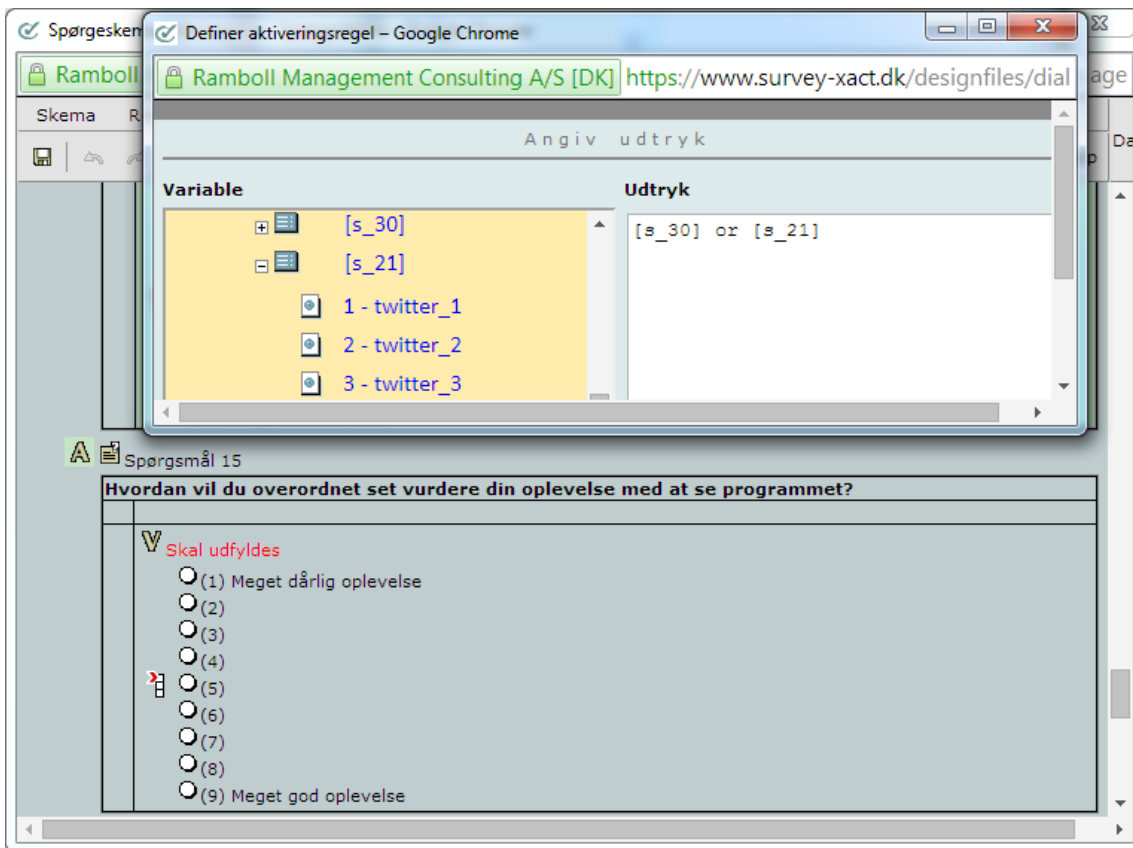 Spørgesken
Definer aktiveringsregel – Google Chrome
Ramboll
Ramboll Management Consulting A/S [DK] https://www.survey-xact.dk/designfiles/dial
age
Skema R
Angiv udtryk
Da
p
Variable
Udtryk
[s_30]
[s_30] or [s_21]
[s_21]
1 - twitter_1
2 - twitter_2
3 - twitter_3
A
Spørgsmål 15
Hvordan vil du overordnet set vurdere din oplevelse med at se programmet?
V Skal udfyldes
(1) Meget dårlig oplevelse
(2)
(3)
(4)
(5)
(6)
(7)
(8)
(9) Meget god oplevelse